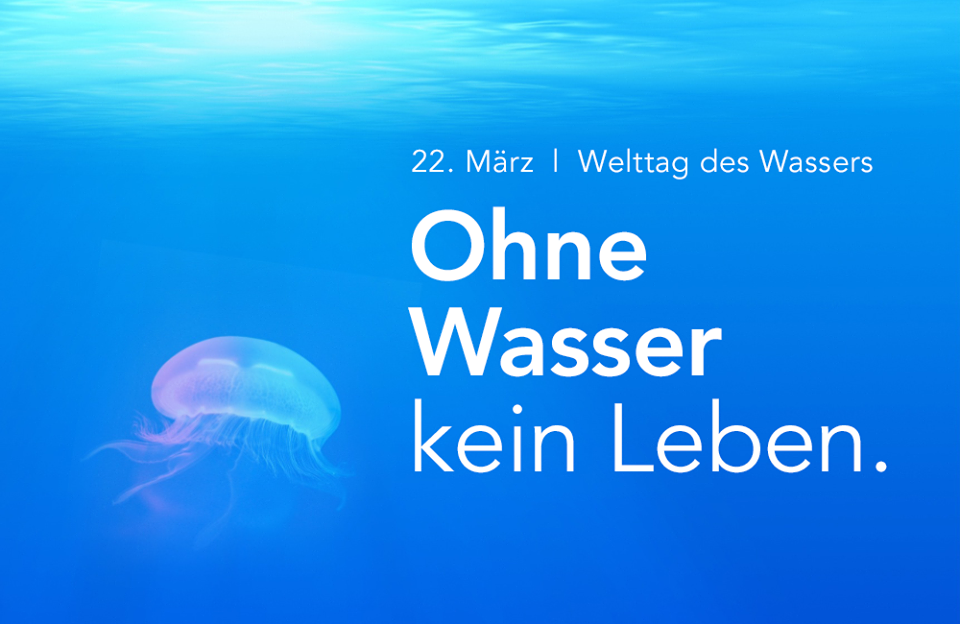 22. März | Welttag des Wassers
Ohne
Wasser
kein Leben.